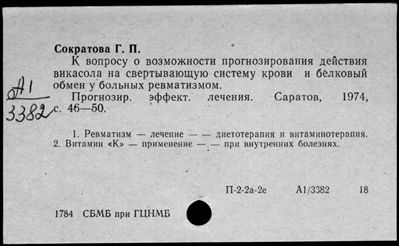 Сократова Г. П.
К вопросу о возможности прогнозирования действия
викасола на свертывающую систему крови и белковый
обмен у больных ревматизмом.
Прогнозир. эффект. лечения. Саратов, 1974,
с. 46—50.
А1
3382
1. Ревматизм — лечение — — диетотерапия и витаминотерапия.
2. Витамин «К» — применение — — при внутренних болезнях.
П-2-2а-2е А1/3382 18
1784 СБМБ при ГЦНМБ